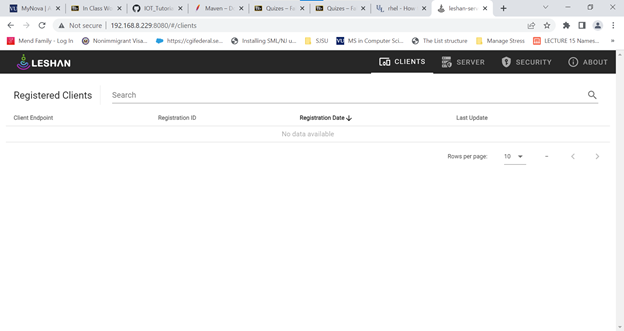 MyNova | A
In Class Wo
IOT_Tutoria
Maven – D
Quizes – F
Quizes – Fi
rhel - How
leshan-serv
Not secure | 192.168.8.229:8080/#/clients
Mend Family · Log In
Nonimmigrant Visa...
https://cgifederal.se...
Installing SML/NJ u...
SJSU
MS in Computer Sci...
The List structure
Manage Stress
LECTURE 15 Names...
»
LESHAN
CLIENTS
SERVER
SECURITY
ABOUT
Registered Clients
Search
Client Endpoint
Registration ID
Registration Date
Last Update
No data available
Rows per page:
10
–